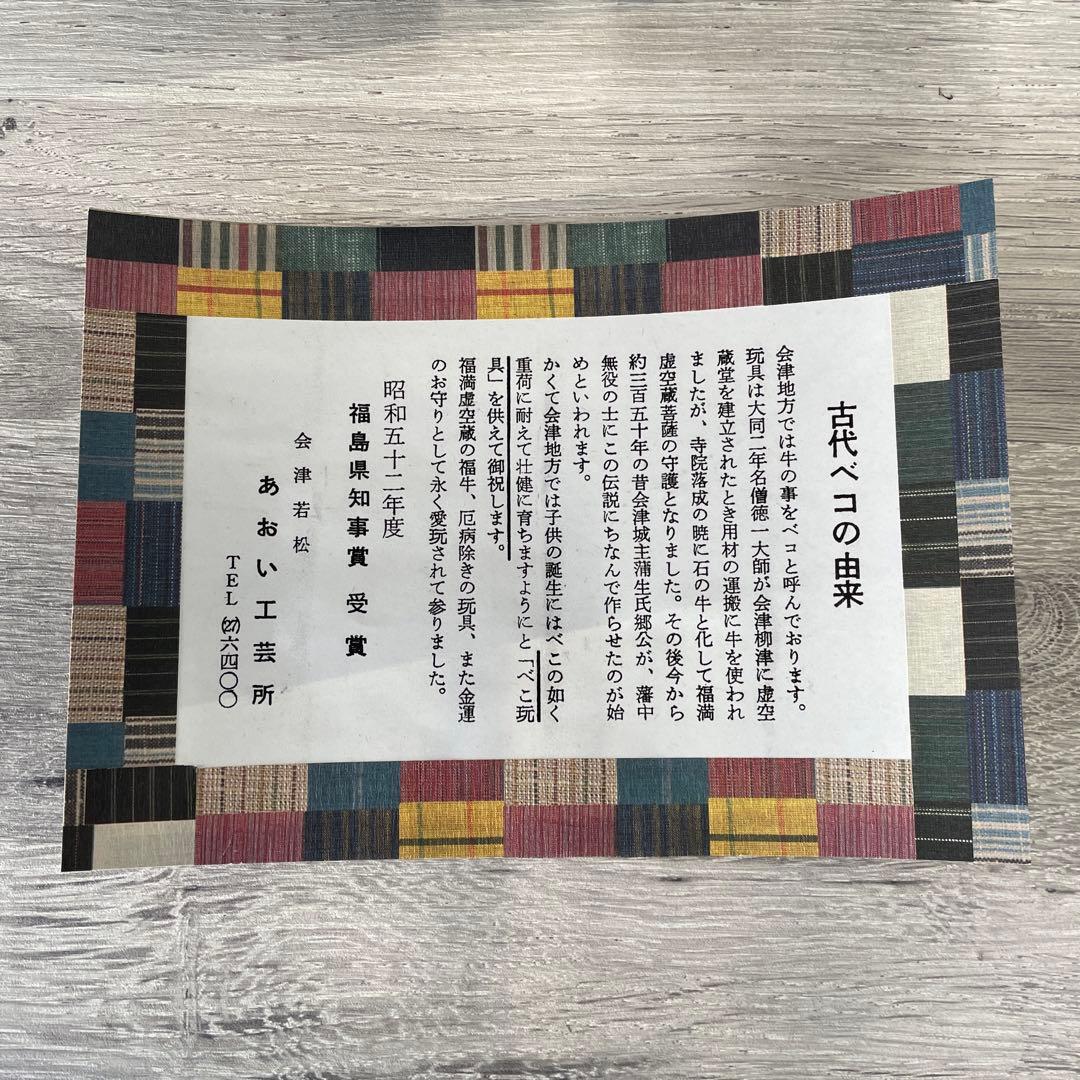 古代ベコの由来
会津地方では牛の事をベコと呼んでおります。
玩具は大同二年名僧徳一大師が会津柳津に虚空
蔵堂を建立されたとき用材の運搬に牛を使われ
ましたが、寺院落成の暁に石の牛と化して福満
虚空蔵菩薩の守護となりました。その後今から
約三百五十年の昔会津城主蒲生氏郷公が、藩中
無役の士にこの伝説にちなんで作らせたのが始
めといわれます。
かくて会津地方では子供の誕生にはべこの如く
重荷に耐えて壮健に育ちますようにと「べこ玩
具」を供えて御祝します。
福満虚空蔵の福牛、厄病除きの玩具、また金運
のお守りとして永く愛玩されて参りました。
昭和五十二年度
福島県知事賞 受賞
会津若松
あおい工芸所
TEL ㈗六四〇〇